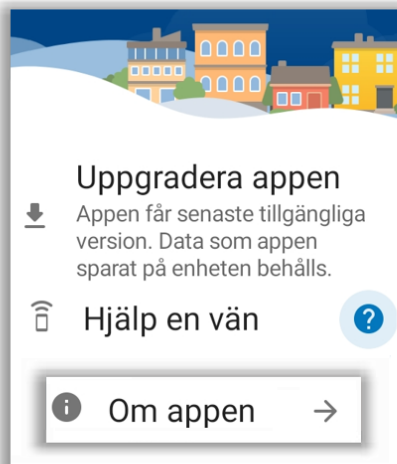 Uppgradera appen
Appen får senaste tillgängliga
version. Data som appen
sparat på enheten behålls.
Hjälp en vän ?
Om appen